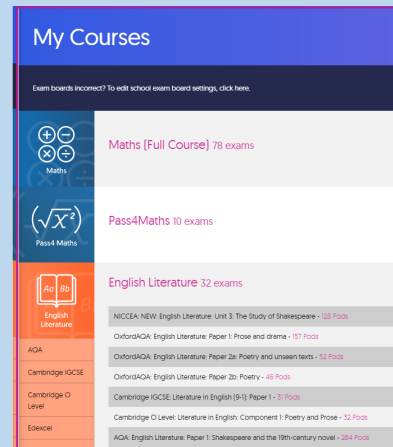 My Courses
Exam boards incorrect? To edit school exam board settings, click here.
Maths
Maths (Full Course) 78 exams
(√x²)
Pass4 Maths
Pass4Maths 10 exams
Aa Bb
English
Literature
English Literature 32 exams
NICCEA: NEW: English Literature: Unit 3: The Study of Shakespeare - 128 Pods
OxfordAQA: English Literature: Paper 1: Prose and drama - 157 Pods
OxfordAQA: English Literature: Paper 2a: Poetry and unseen texts - 52 Pods
OxfordAQA: English Literature: Paper 2b: Poetry - 46 Pods
Cambridge IGCSE: Literature in English (9-1): Paper 1 - 31 Pods
Cambridge O Level: Literature in English: Component 1: Poetry and Prose - 32 Pods
AQA: English Literature: Paper 1: Shakespeare and the 19th-century novel - 284 Pods
AQA
Cambridge IGCSE
Cambridge O
Level
Edexcel